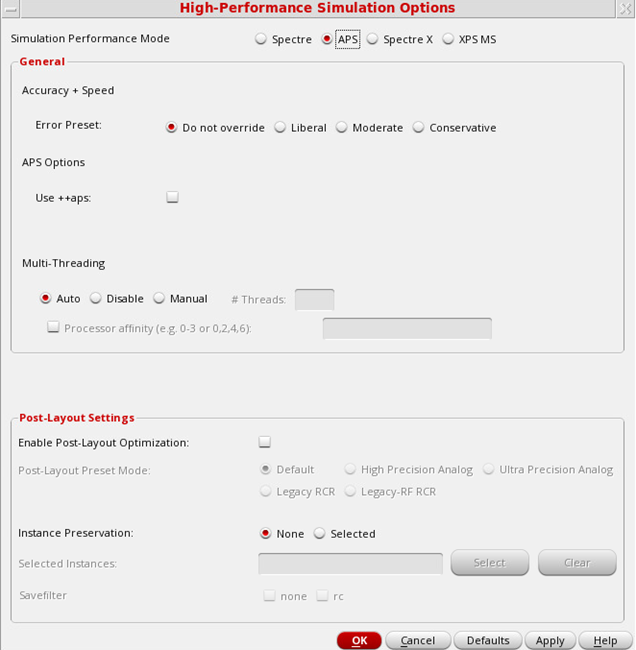 High-Performance Simulation Options
Simulation Performance Mode Spectre APS Spectre X XPS MS
General
Accuracy + Speed
Error Preset: Do not override Liberal Moderate Conservative
APS Options
Use ++aps:
Multi-Threading
Auto Disable Manual # Threads:
Processor affinity (e.g. 0-3 or 0,2,4,6):
Post-Layout Settings
Enable Post-Layout Optimization:
Post-Layout Preset Mode: Default High Precision Analog Ultra Precision Analog
Legacy RCR Legacy-RF RCR
Instance Preservation: None Selected
Selected Instances: Select Clear
Savefilter none rc
OK Cancel Defaults Apply Help